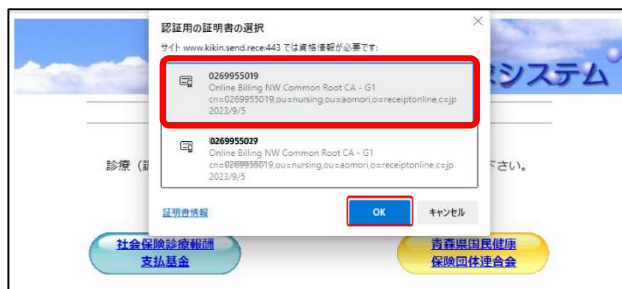 認証用の証明書の選択
サイト www.kikin.send.rece:443 では資格情報が必要です:
0269955019
Online Billing NW Common Root CA - G1
cn=0269955019,ou=nursing,ou=aomori,o=receiptonline,c=jp
2023/9/5
0269955029
Online Billing NW Common Root CA - G1
cn=0269955019,ou=nursing,ou=aomori,o=receiptonline,c=jp
2023/9/5
証明書情報
OK
キャンセル
システム
診療(
ださい。
社会保険診療報酬
支払基金
青森県国民健康
保険団体連合会